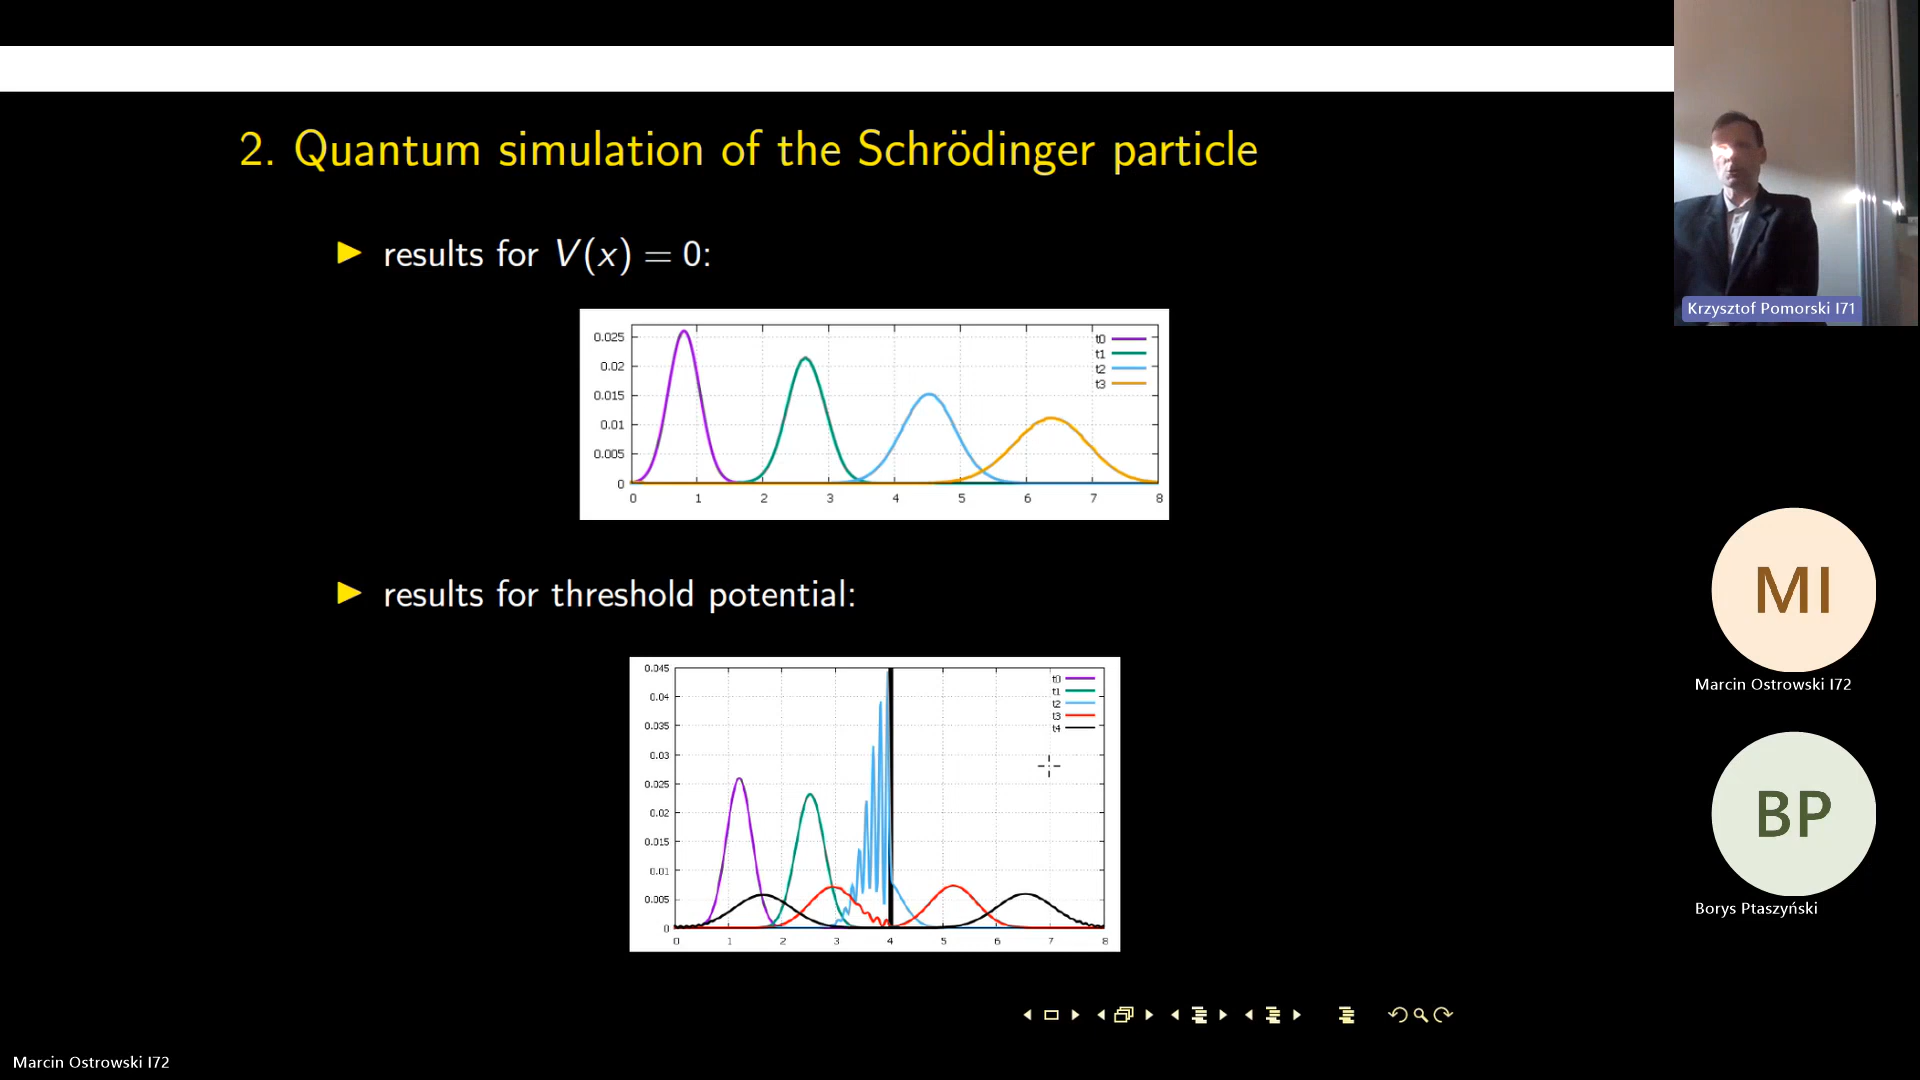 2. Quantum simulation of the Schrödinger particle
Krzysztof Pomorski I71
results for V(x) = 0:
0.025
0.02
0.015
0.01
0.005
0
0 1 2 3 4 5 6 7 8
t0
t1
t2
t3
results for threshold potential:
0.045
0.04
0.035
0.03
0.025
0.02
0.015
0.01
0.005
0
0 1 2 3 4 5 6 7 8
t0
t1
t2
t3
t4
MI
Marcin Ostrowski I72
BP
Borys Ptaszyński
Marcin Ostrowski I72